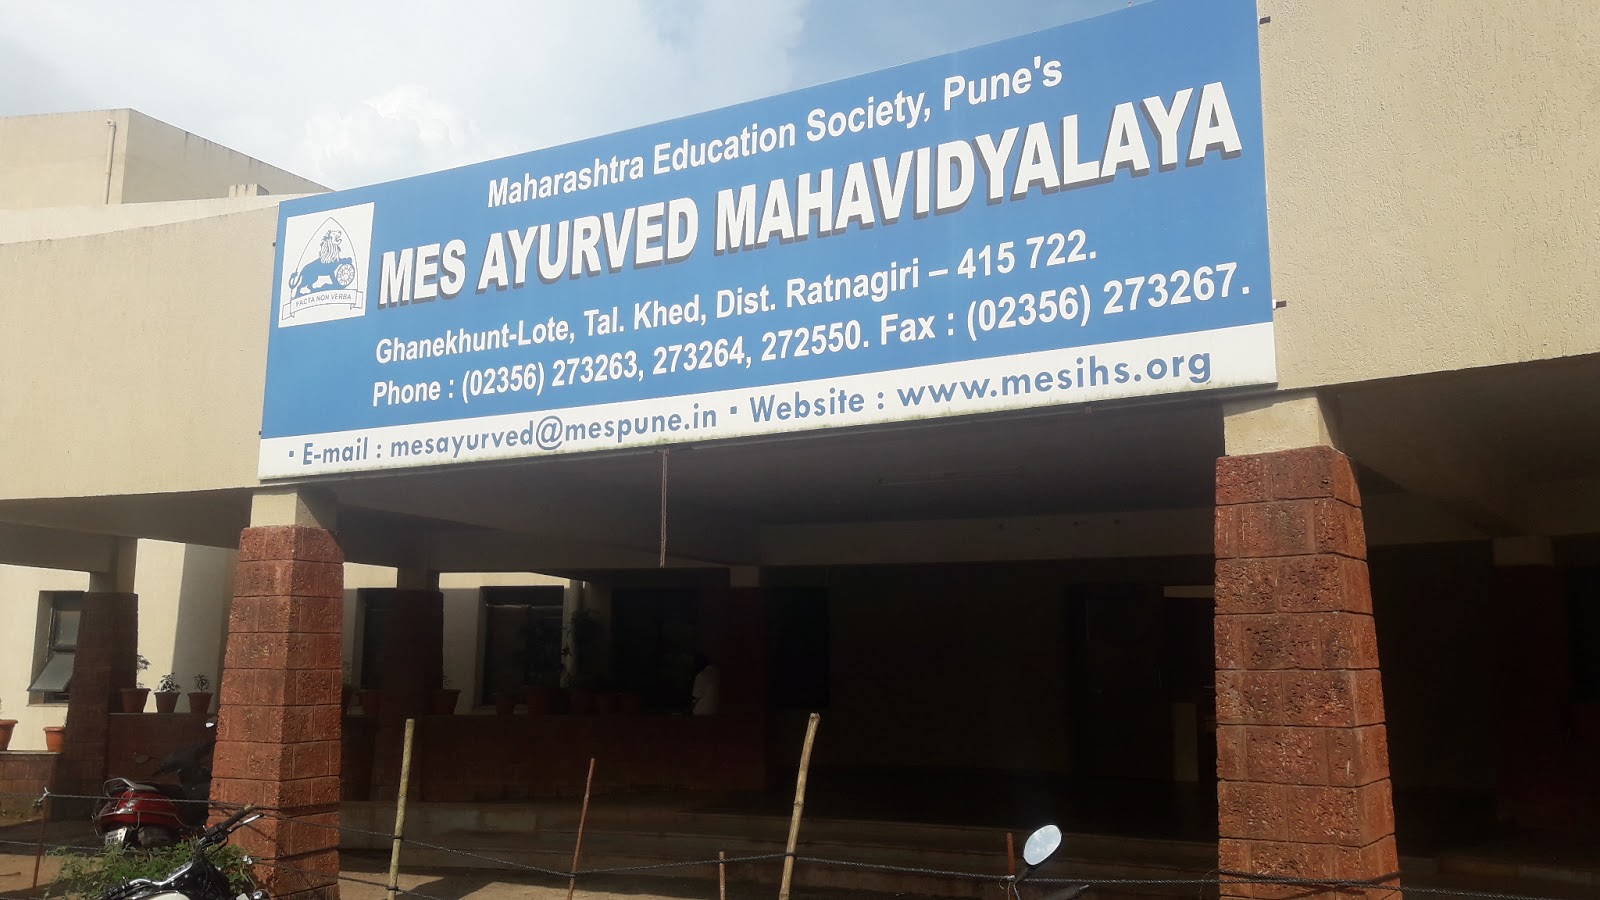 Maharashtra Education Society, Pune's
MES AYURVED MAHAVIDYALAYA
FACTA NON VERBA
Ghanekhunt-Lote, Tal. Khed, Dist. Ratnagiri – 415 722.
Phone : (02356) 273263, 273264, 272550. Fax : (02356) 273267.
▪ E-mail : mesayurved@mespune.in ▪ Website : www.mesihs.org